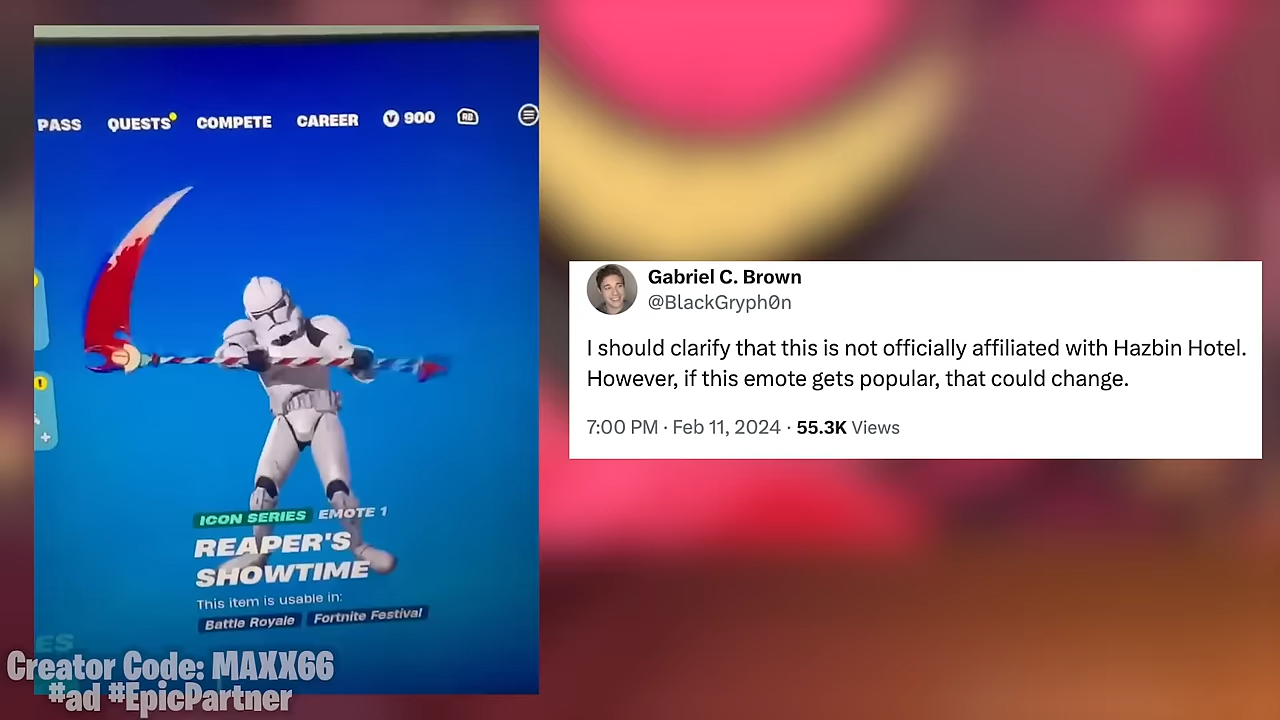 PASS QUESTS COMPETE CAREER V 900 RB
!
ICON SERIES EMOTE 1
REAPER'S
SHOWTIME
This item is usable in:
Battle Royale Fortnite Festival
ES
Creator Code: MAXX66
#ad #EpicPartner
Gabriel C. Brown
@BlackGryph0n
I should clarify that this is not officially affiliated with Hazbin Hotel.
However, if this emote gets popular, that could change.
7:00 PM · Feb 11, 2024 · 55.3K Views